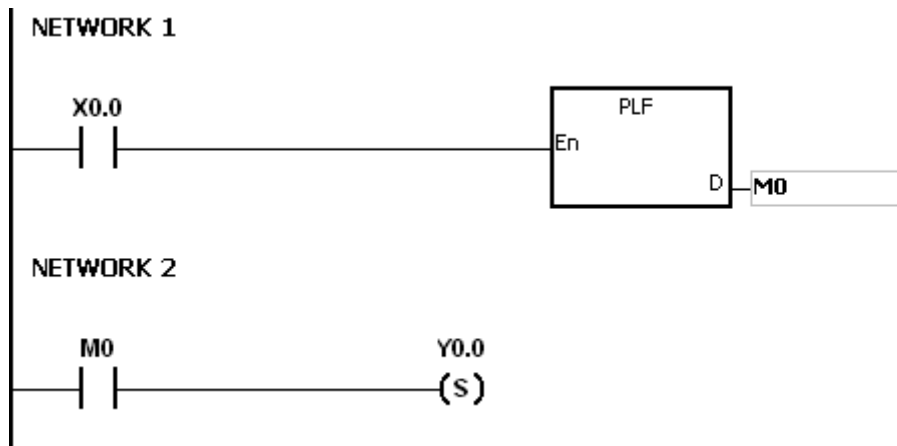 NETWORK 1
X0.0
PLF
En
D M0
NETWORK 2
M0 Y0.0
S